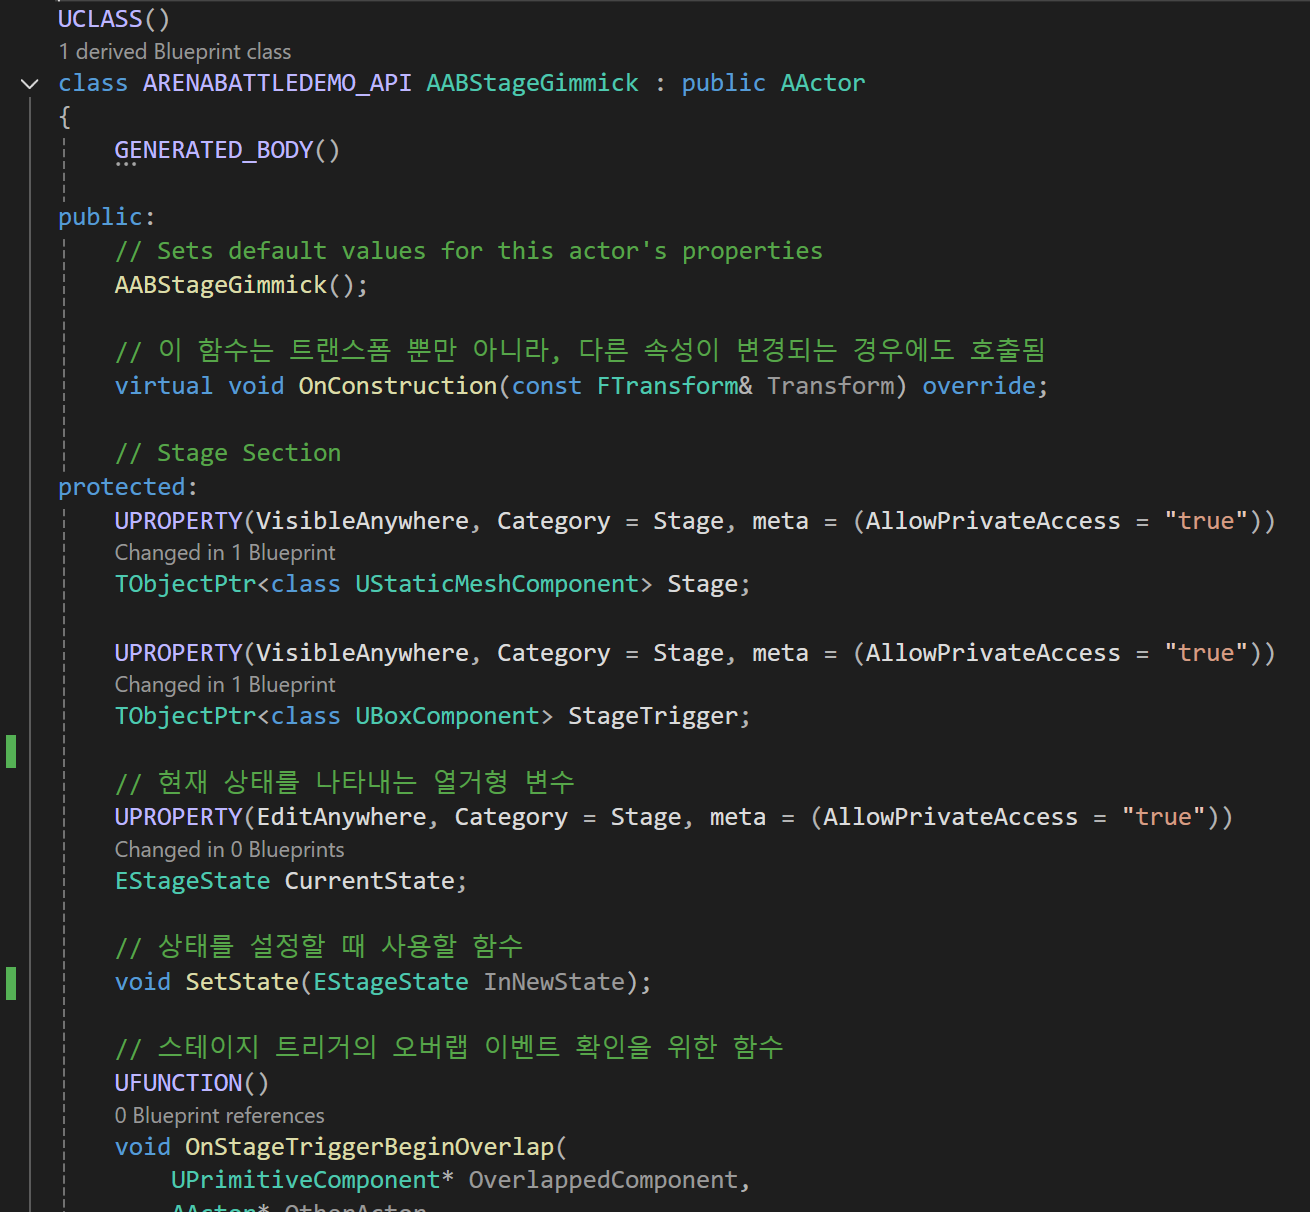 UCLASS()
1 derived Blueprint class
class ARENABATTLEDEMO_API AABStageGimmick : public AActor
{
GENERATED_BODY()
public:
// Sets default values for this actor's properties
AABStageGimmick();
// 이 함수는 트랜스폼 뿐만 아니라, 다른 속성이 변경되는 경우에도 호출됨
virtual void OnConstruction(const FTransform& Transform) override;
// Stage Section
protected:
UPROPERTY(VisibleAnywhere, Category = Stage, meta = (AllowPrivateAccess = "true"))
Changed in 1 Blueprint
TObjectPtr<class UStaticMeshComponent> Stage;
UPROPERTY(VisibleAnywhere, Category = Stage, meta = (AllowPrivateAccess = "true"))
Changed in 1 Blueprint
TObjectPtr<class UBoxComponent> StageTrigger;
// 현재 상태를 나타내는 열거형 변수
UPROPERTY(EditAnywhere, Category = Stage, meta = (AllowPrivateAccess = "true"))
Changed in 0 Blueprints
EStageState CurrentState;
// 상태를 설정할 때 사용할 함수
void SetState(EStageState InNewState);
// 스테이지 트리거의 오버랩 이벤트 확인을 위한 함수
UFUNCTION()
0 Blueprint references
void OnStageTriggerBeginOverlap(
UPrimitiveComponent* OverlappedComponent,
AActor* OtherActor